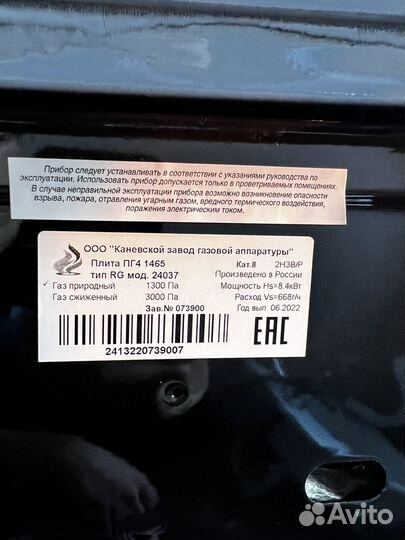 Прибор следует устанавливать в соответствии с указаниями руководства по
эксплуатации. Использовать прибор допускается только в проветриваемых помещениях.
В случае неправильной эксплуатации прибора возможно возникновение опасности
взрыва, пожара, отравления угарным газом, вредного термического воздействия,
поражения электрическим током.
ООО "Каневской завод газовой аппаратуры"
Плита ПГ4 1465 Кат.II 2Н3В/Р
тип RG мод. 24037 Произведено в России
✓ Газ природный 1300 Па Мощность Hs=8.4кВт
Газ сжиженный 3000 Па Расход Vs=668г/ч
Зав.№ 073900 Год вып 06.2022
2413220739007
ЕАС
Avito